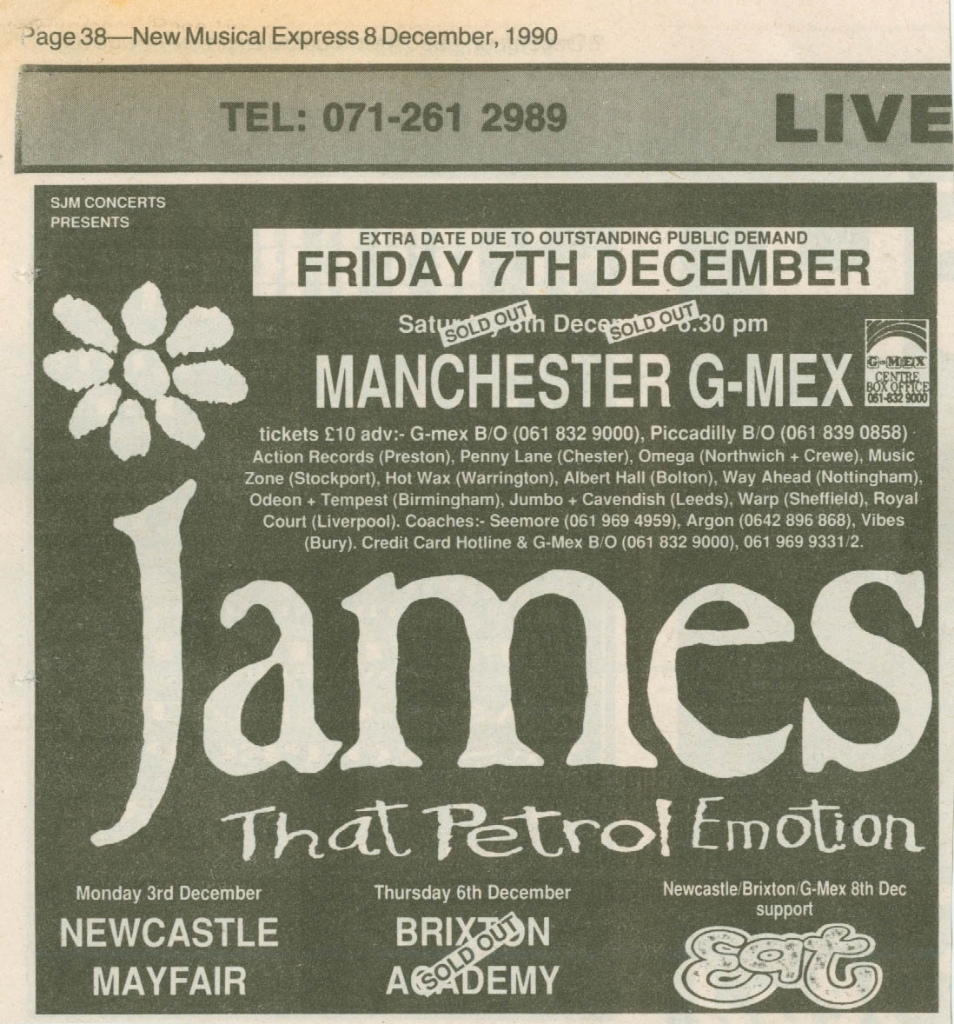 Page 38—New Musical Express 8 December, 1990
TEL: 071-261 2989
LIVE
SJM CONCERTS
PRESENTS
EXTRA DATE DUE TO OUTSTANDING PUBLIC DEMAND
FRIDAY 7TH DECEMBER
Saturday 8th December 6.30 pm
SOLD OUT
SOLD OUT
MANCHESTER G-MEX
G-MEX
CENTRE
BOX OFFICE
061-832 9000
tickets £10 adv:- G-mex B/O (061 832 9000), Piccadilly B/O (061 839 0858)
Action Records (Preston), Penny Lane (Chester), Omega (Northwich + Crewe), Music
Zone (Stockport), Hot Wax (Warrington), Albert Hall (Bolton), Way Ahead (Nottingham),
Odeon + Tempest (Birmingham), Jumbo + Cavendish (Leeds), Warp (Sheffield), Royal
Court (Liverpool). Coaches:- Seemore (061 969 4959), Argon (0642 896 868), Vibes
(Bury). Credit Card Hotline & G-Mex B/O (061 832 9000), 061 969 9331/2.
James
That Petrol Emotion
Monday 3rd December
NEWCASTLE
MAYFAIR
Thursday 6th December
BRIXTON
ACADEMY
SOLD OUT
Newcastle/Brixton/G-Mex 8th Dec
support
Eat